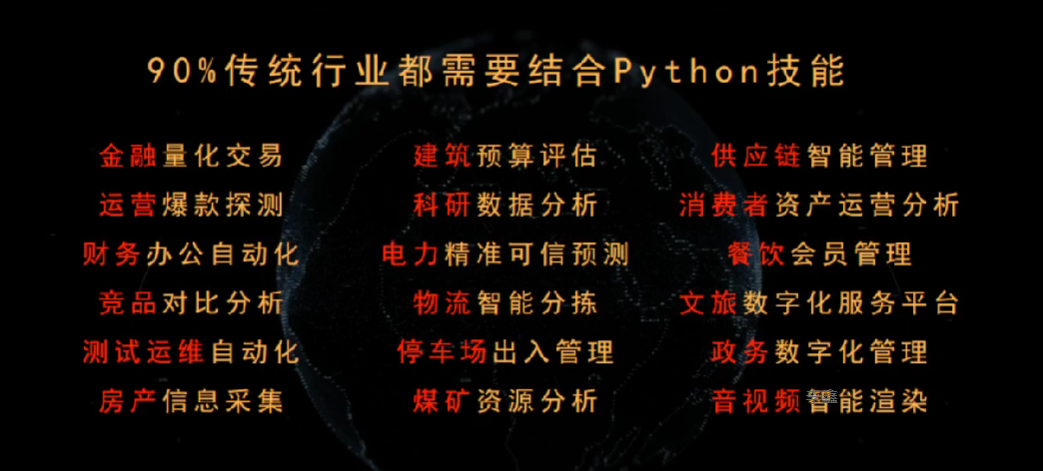 90%传统行业都需要结合Python技能
金融量化交易 建筑预算评估 供应链智能管理
运营爆款探测 科研数据分析 消费者资产运营分析
财务办公自动化 电力精准可信预测 餐饮会员管理
竞品对比分析 物流智能分拣 文旅数字化服务平台
测试运维自动化 停车场出入管理 政务数字化管理
房产信息采集 煤矿资源分析 音视频智能渲染